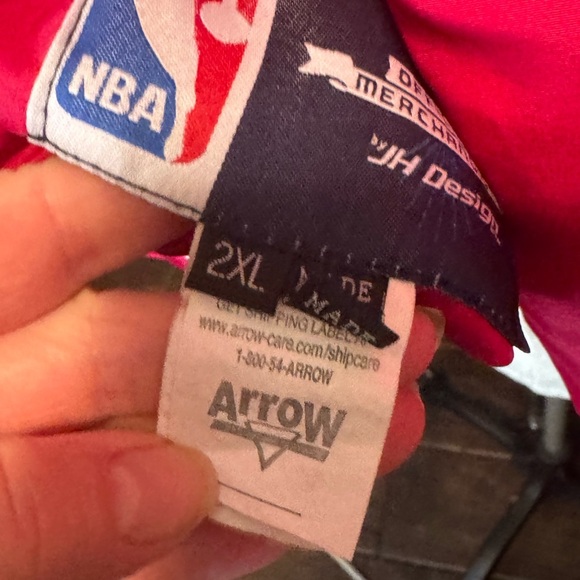 NBA
MERCHAN
by
JH Design
2XL
GET SHIPPING LABEL AT
www.arrow-care.com/shipcare
1-800-54-ARROW
ArroW